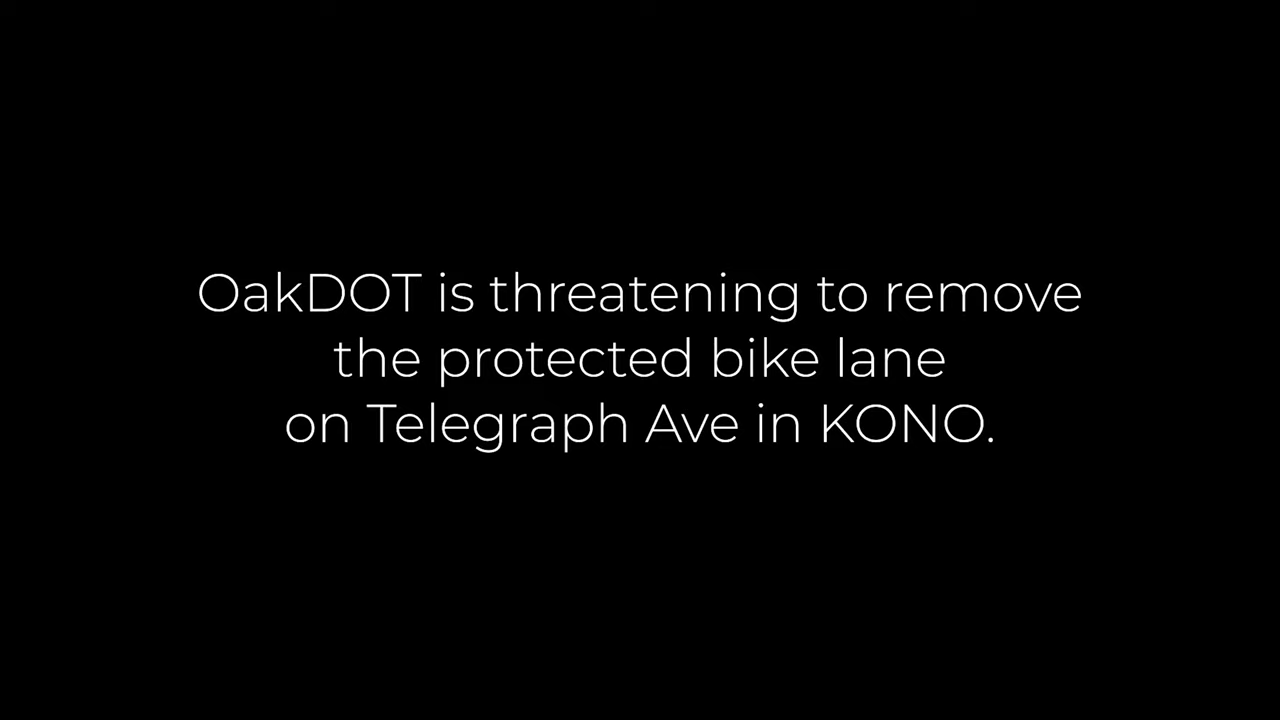 OakDOT is threatening to remove
the protected bike lane
on Telegraph Ave in KONO.